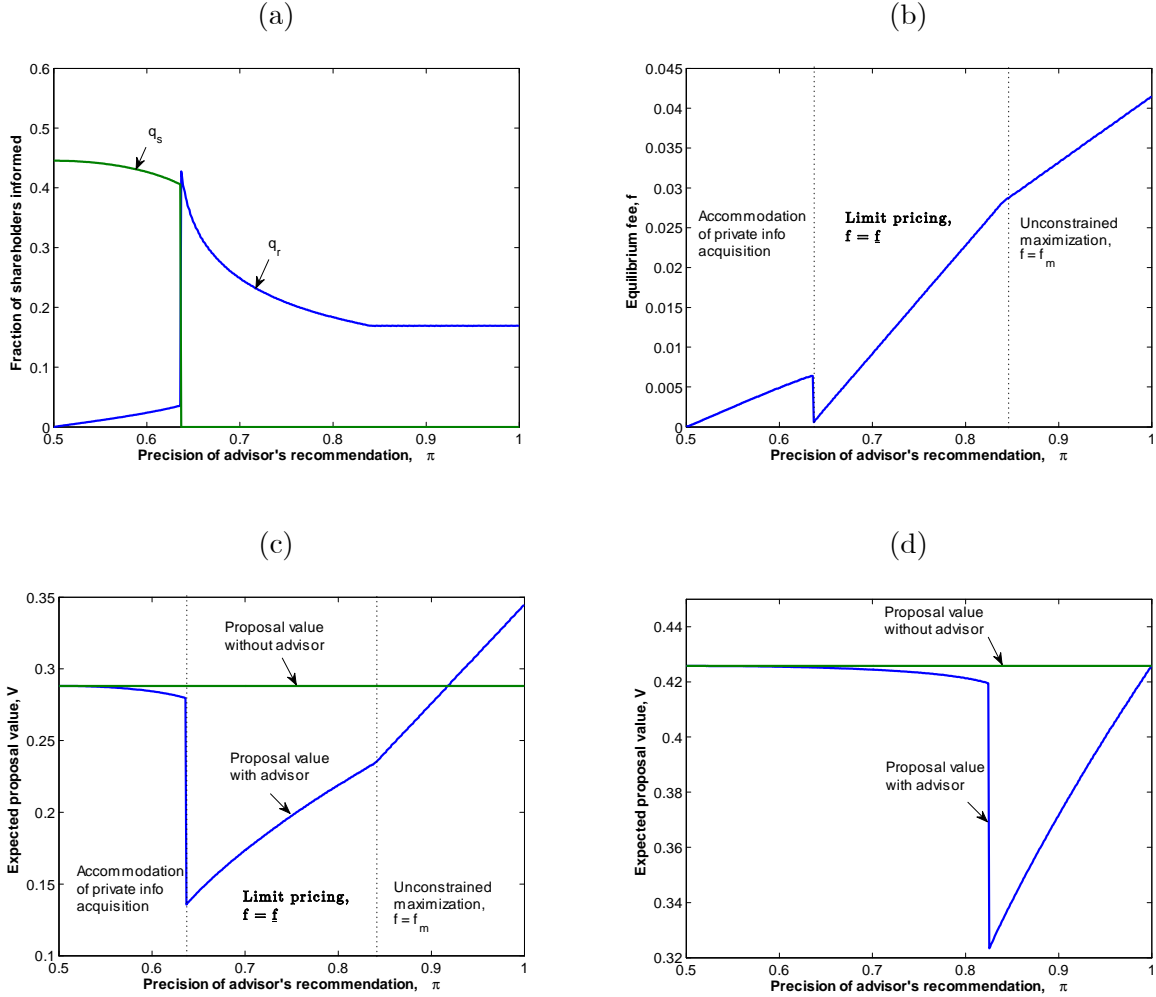 (a)
0.6
0.5
0.4
0.3
0.2
0.1
0
Fraction of shareholders informed
q_s
q_r
0.5
0.6
0.7
0.8
0.9
1
Precision of advisor's recommendation, π
(b)
0.045
0.04
0.035
0.03
0.025
0.02
0.015
0.01
0.005
0
Equilibrium fee, f
Accommodation
of private info
acquisition
Limit pricing,
f = f
Unconstrained
maximization,
f = f_m
0.5
0.6
0.7
0.8
0.9
1
Precision of advisor's recommendation, π
(c)
0.35
0.3
0.25
0.2
0.15
0.1
Expected proposal value, V
Proposal value
without advisor
Proposal value
with advisor
Accommodation
of private info
acquisition
Limit pricing,
f = f
Unconstrained
maximization,
f = f_m
0.5
0.6
0.7
0.8
0.9
1
Precision of advisor's recommendation, π
(d)
0.44
0.42
0.4
0.38
0.36
0.34
0.32
Expected proposal value, V
Proposal value
without advisor
Proposal value
with advisor
0.5
0.6
0.7
0.8
0.9
1
Precision of advisor's recommendation, π